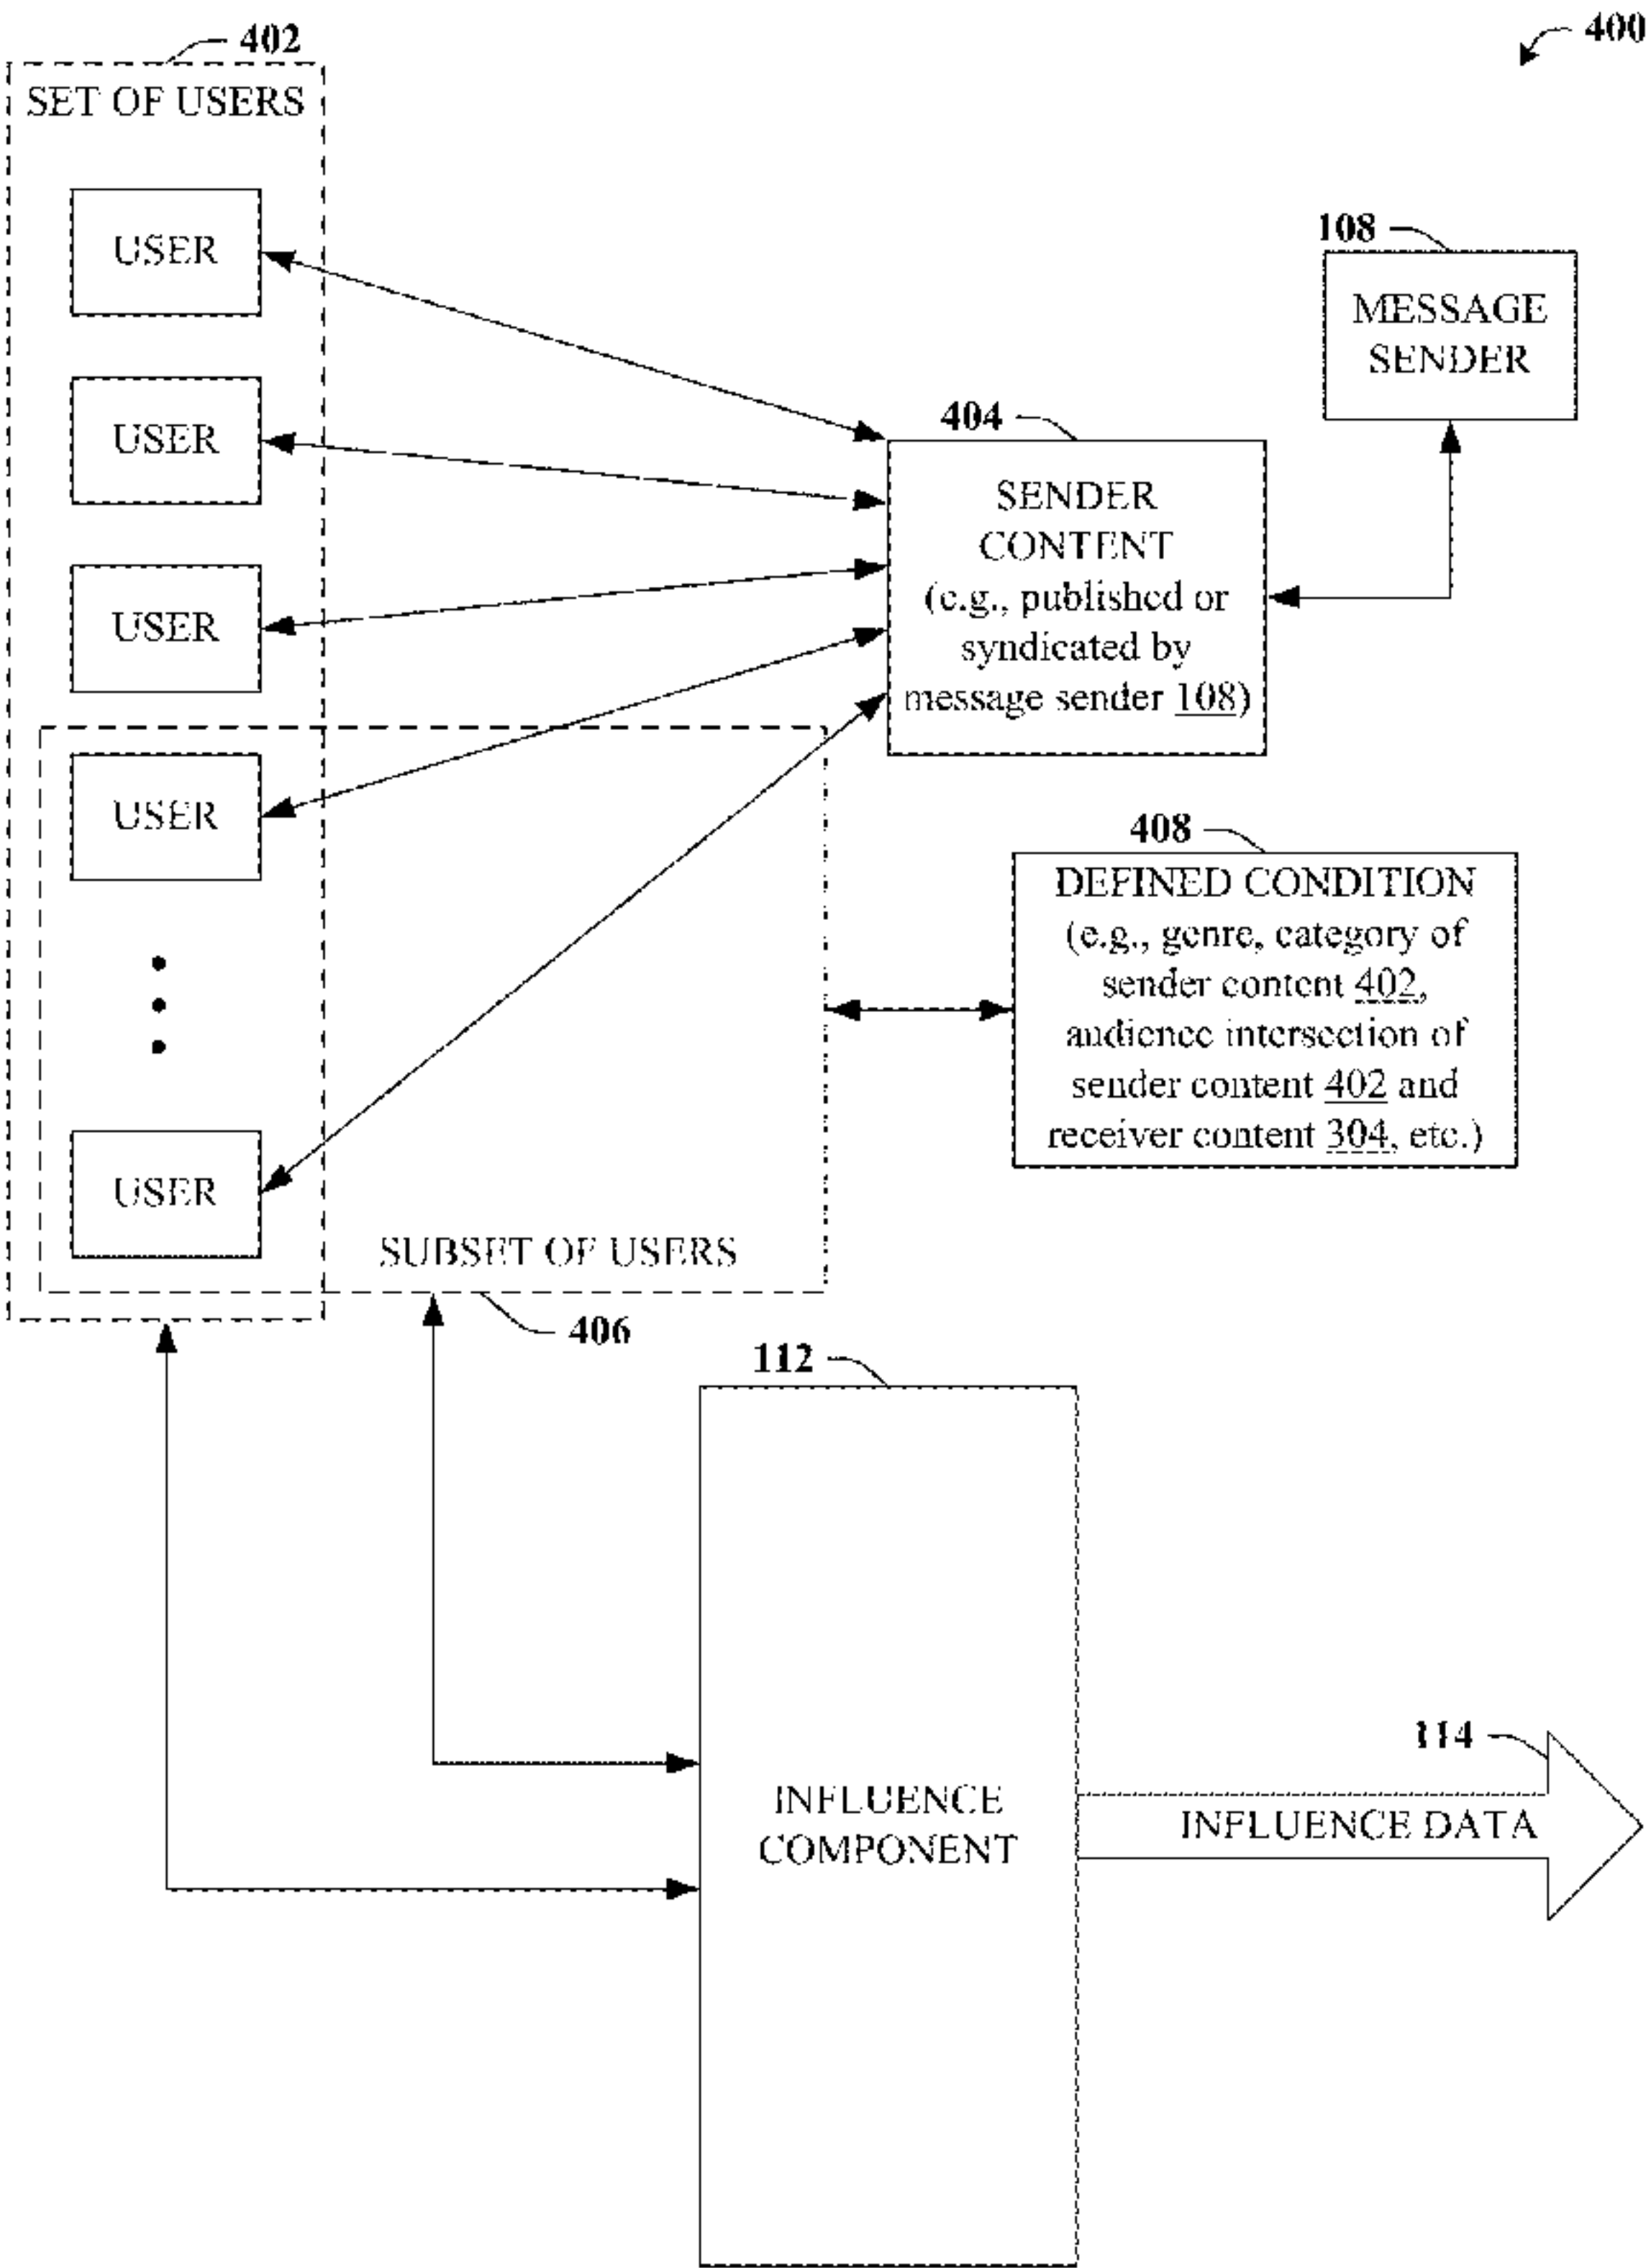 402
400
SET OF USERS
USER
108
MESSAGE
SENDER
USER
404
SENDER
CONTENT
(e.g., published or
syndicated by
message sender 108)
USER
USER
408
DEFINED CONDITION
(e.g., genre, category of
sender content 402,
audience intersection of
sender content 402 and
receiver content 304, etc.)
USER
SUBSET OF USERS
406
112
INFLUENCE
COMPONENT
114
INFLUENCE DATA